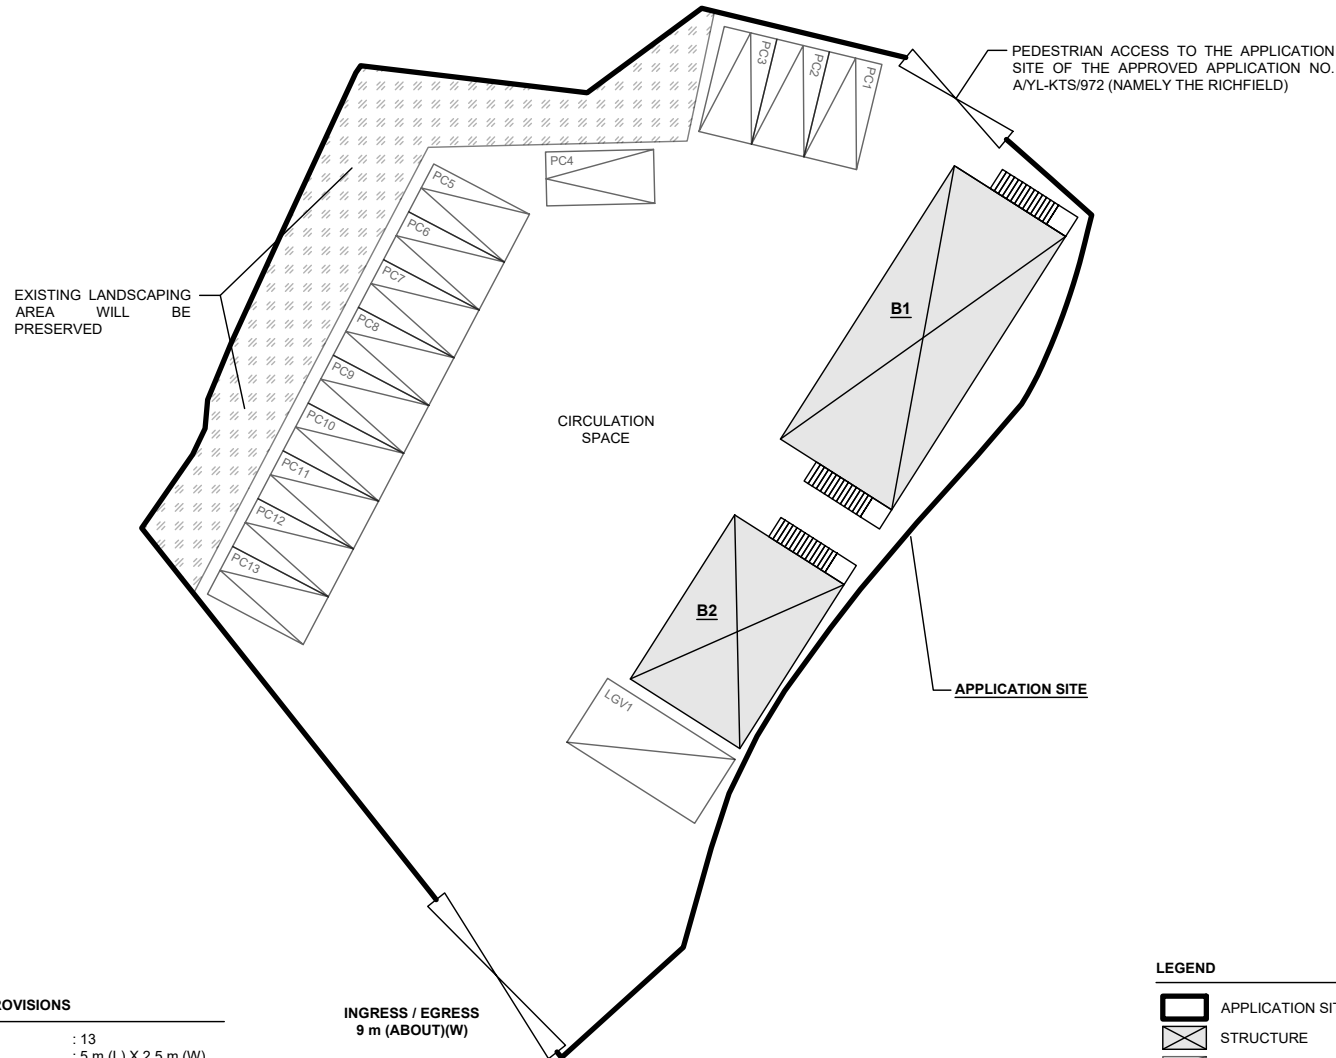 PEDESTRIAN ACCESS TO THE APPLICATION
SITE OF THE APPROVED APPLICATION NO.
A/YL-KTS/972 (NAMELY THE RICHFIELD)
PC3
PC2
PC1
PC4
PC5
PC6
PC7
PC8
PC9
PC10
PC11
PC12
PC13
EXISTING LANDSCAPING
AREA WILL BE
PRESERVED
B1
CIRCULATION
SPACE
B2
LGV1
APPLICATION SITE
INGRESS / EGRESS
9 m (ABOUT)(W)
: 13
: 5 m (L) X 2.5 m (W)
LEGEND
APPLICATION
STRUCTURE